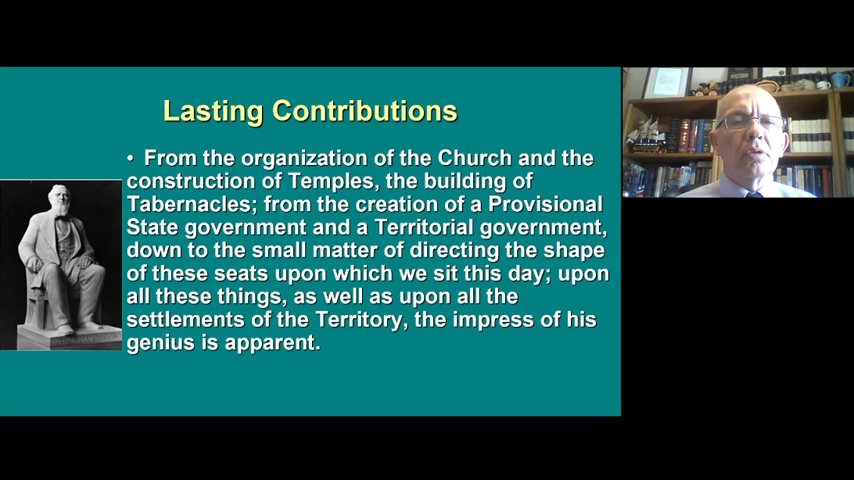 Lasting Contributions
• From the organization of the Church and the
construction of Temples, the building of
Tabernacles; from the creation of a Provisional
State government and a Territorial government,
down to the small matter of directing the shape
of these seats upon which we sit this day; upon
all these things, as well as upon all the
settlements of the Territory, the impress of his
genius is apparent.